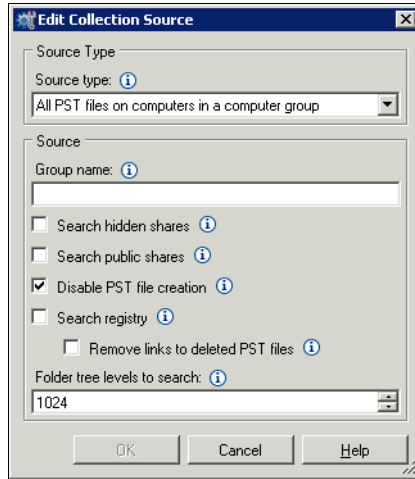 Edit Collection Source
Source Type
Source type:
All PST files on computers in a computer group
Source
Group name:
Search hidden shares
Search public shares
Disable PST file creation
Search registry
Remove links to deleted PST files
Folder tree levels to search:
1024
OK Cancel Help